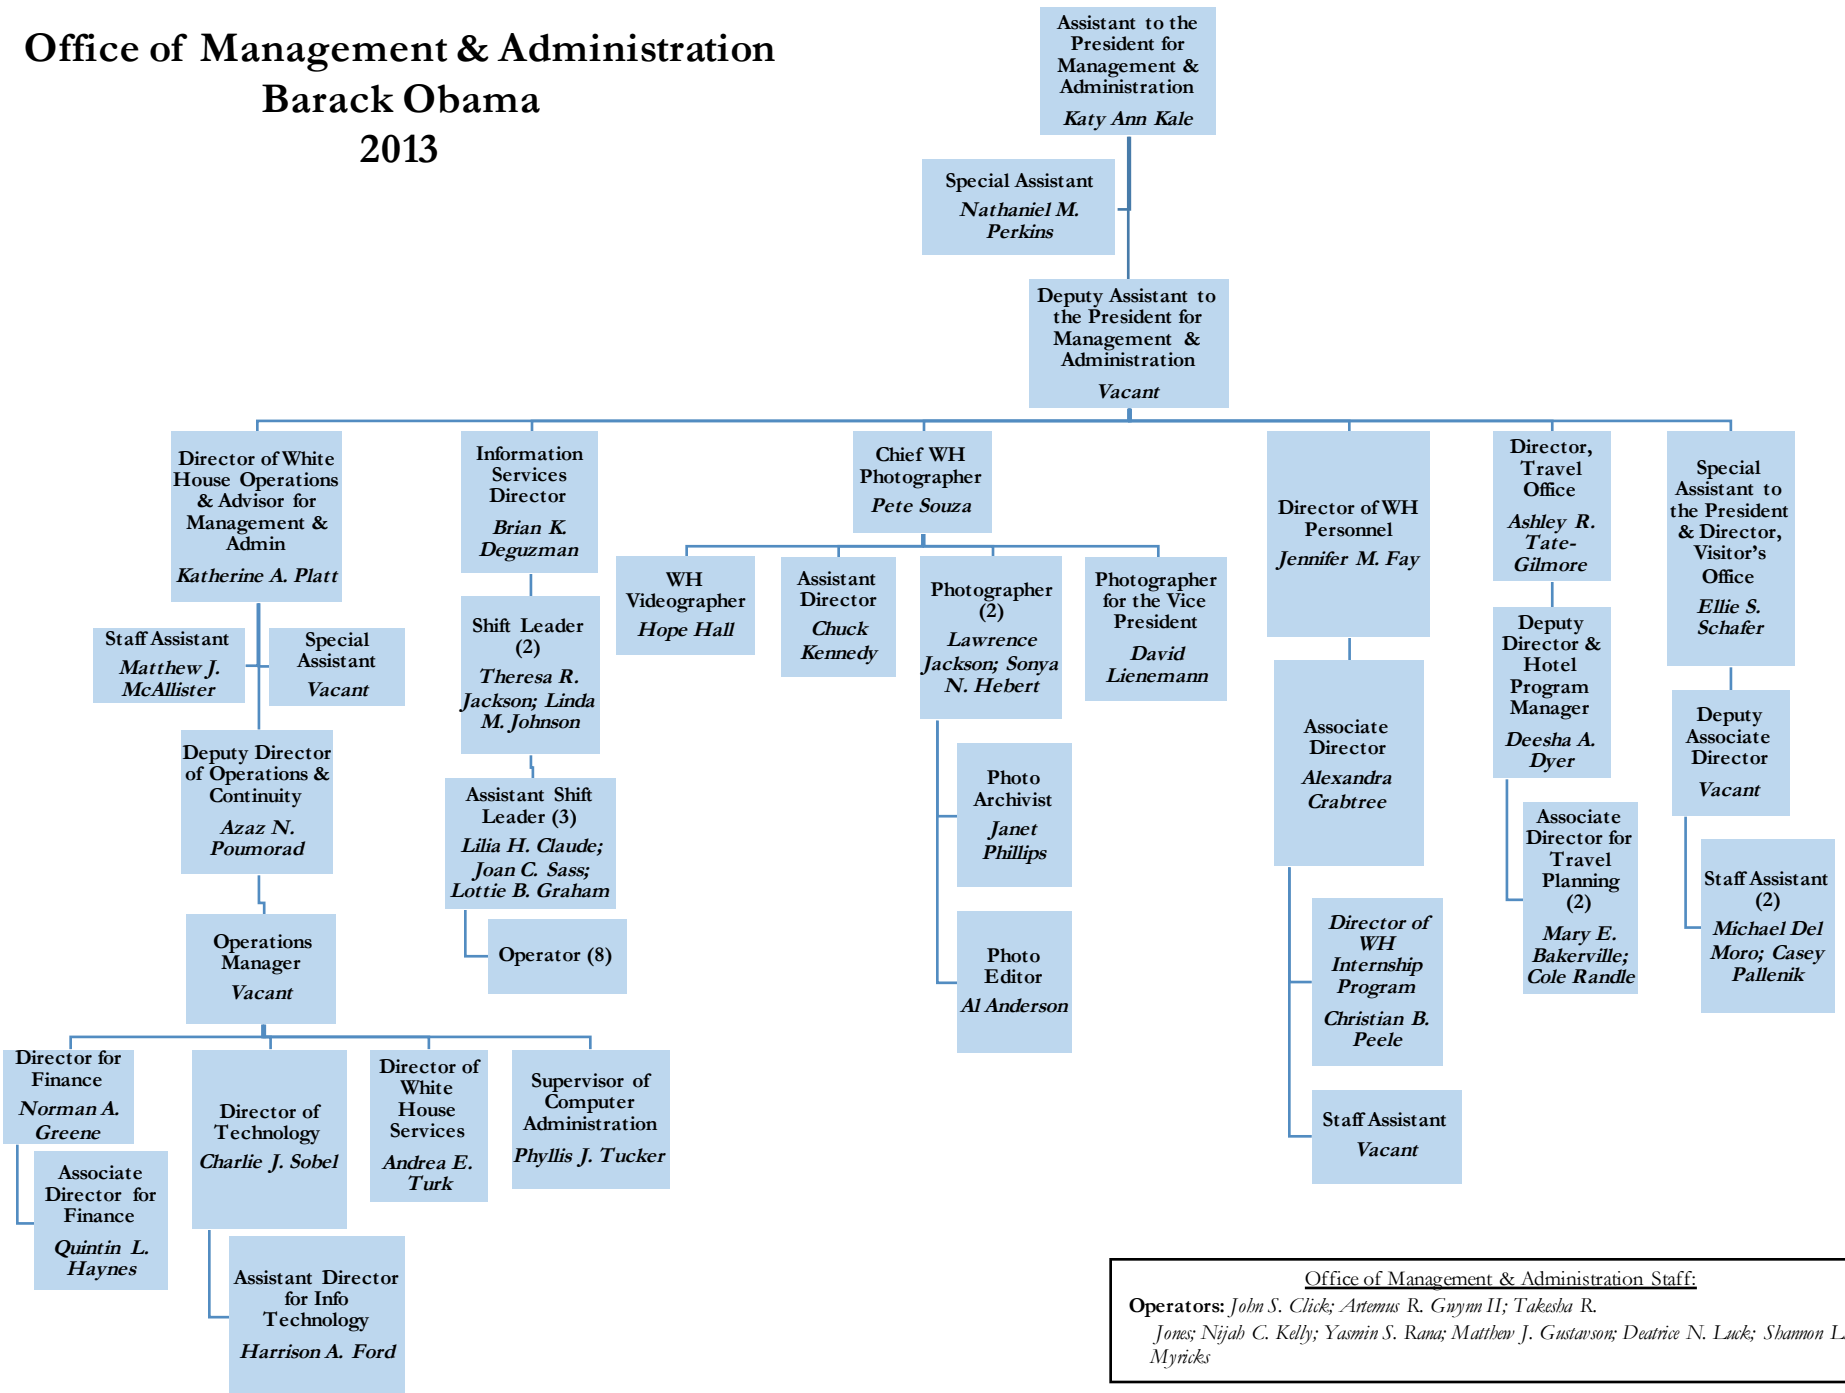 Office of Management & Administration
Barack Obama
2013
Assistant to the
President for
Management &
Administration
Katy Ann Kale
Special Assistant
Nathaniel M.
Perkins
Deputy Assistant to
the President for
Management &
Administration
Vacant
Director of White
House Operations
& Advisor for
Management &
Admin
Katherine A. Platt
Staff Assistant
Matthew J.
McAllister
Special
Assistant
Vacant
Deputy Director
of Operations &
Continuity
Azaz N.
Poumorad
Operations
Manager
Vacant
Director for
Finance
Norman A.
Greene
Associate
Director for
Finance
Quintin L.
Haynes
Director of
Technology
Charlie J. Sobel
Assistant Director
for Info
Technology
Harrison A. Ford
Director of
White
House
Services
Andrea E.
Turk
Supervisor of
Computer
Administration
Phyllis J. Tucker
Information
Services
Director
Brian K.
Deguzman
Shift Leader
(2)
Theresa R.
Jackson; Linda
M. Johnson
Assistant Shift
Leader (3)
Lilia H. Claude;
Joan C. Sass;
Lottie B. Graham
Operator (8)
Chief WH
Photographer
Pete Souza
WH
Videographer
Hope Hall
Assistant
Director
Chuck
Kennedy
Photographer
(2)
Lawrence
Jackson; Sonya
N. Hebert
Photo
Archivist
Janet
Phillips
Photo
Editor
Al Anderson
Photographer
for the Vice
President
David
Lienemann
Director of WH
Personnel
Jennifer M. Fay
Associate
Director
Alexandra
Crabtree
Director of
WH
Internship
Program
Christian B.
Peele
Staff Assistant
Vacant
Director,
Travel
Office
Ashley R.
Tate-
Gilmore
Deputy
Director &
Hotel
Program
Manager
Deesha A.
Dyer
Associate
Director for
Travel
Planning
(2)
Mary E.
Bakerville;
Cole Randle
Special
Assistant to
the President
& Director,
Visitor's
Office
Ellie S.
Schafer
Deputy
Associate
Director
Vacant
Staff Assistant
(2)
Michael Del
Moro; Casey
Pallenik
Office of Management & Administration Staff:
Operators: John S. Click; Artemus R. Gwynn II; Takesha R.
Jones; Nijah C. Kelly; Yasmin S. Rana; Matthew J. Gustavson; Deatrice N. Luck; Shannon L.
Myricks